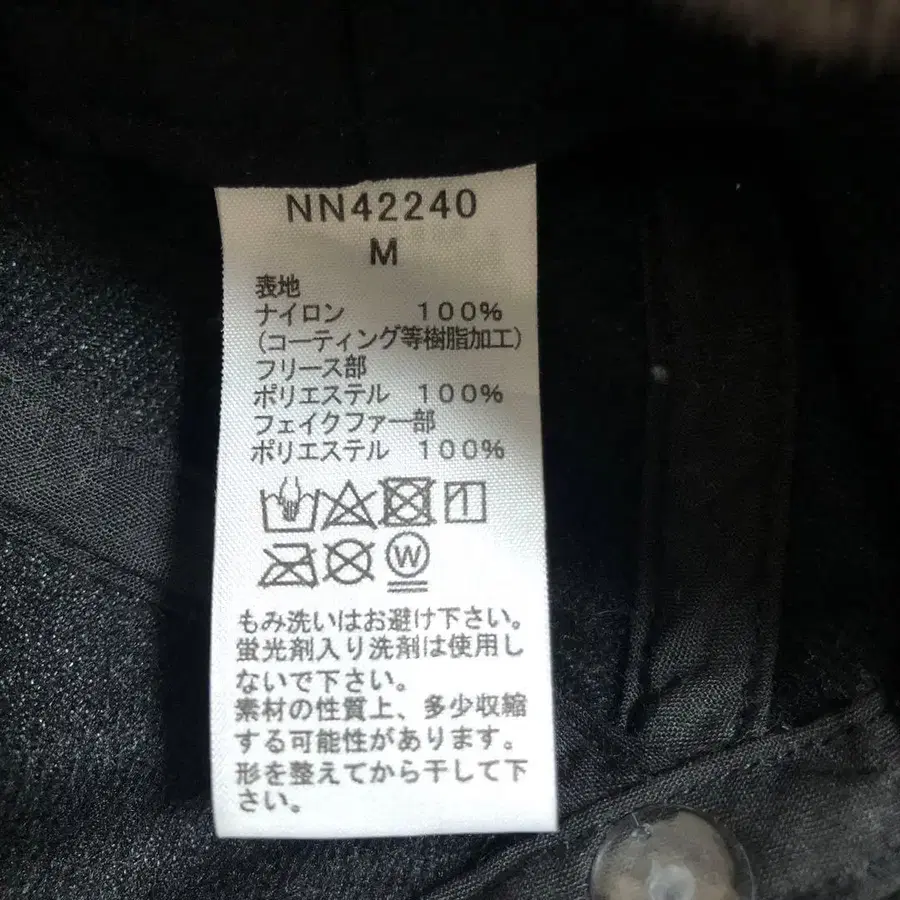 NN42240
M
表地
ナイロン 100%
(コーティング等樹脂加工)
フリース部
ポリエステル 100%
フェイクファー部
ポリエステル 100%
W
もみ洗いはお避け下さい。
蛍光剤入り洗剤は使用し
ないで下さい。
素材の性質上、多少収縮
する可能性があります。
形を整えてから干して下
さい。